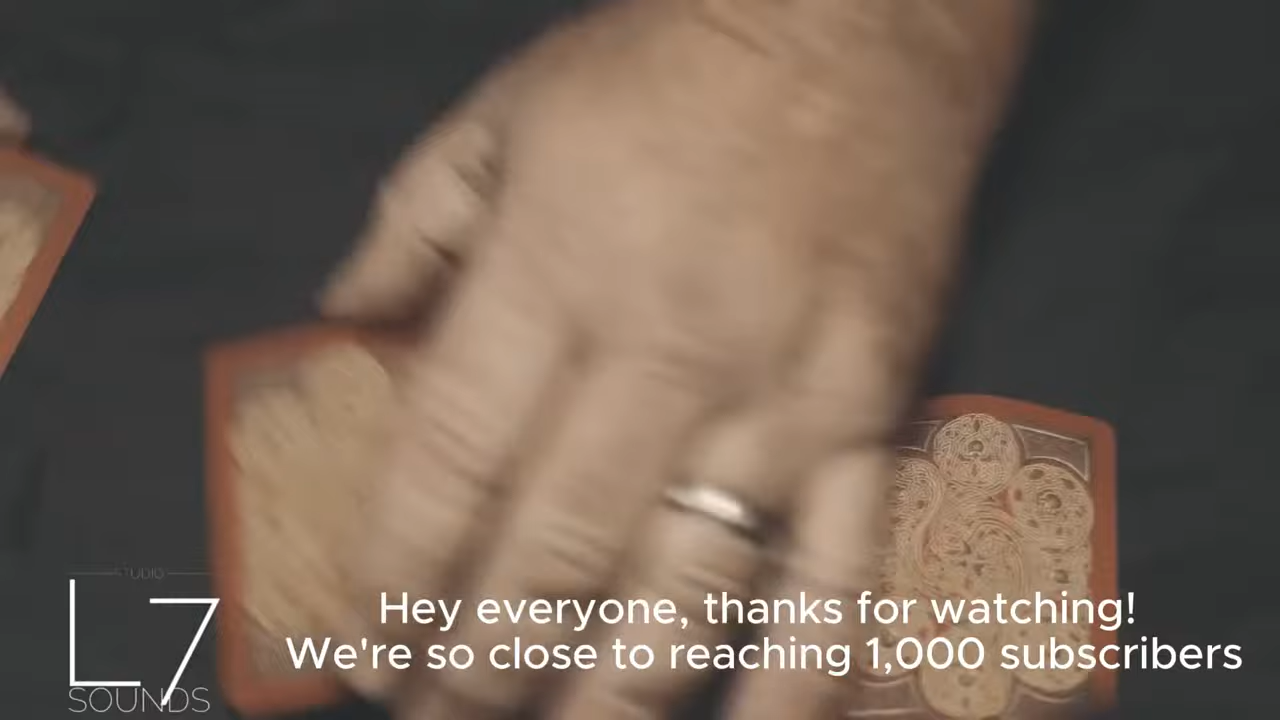 STUDIO
L7
SOUNDS
Hey everyone, thanks for watching!
We're so close to reaching 1,000 subscribers